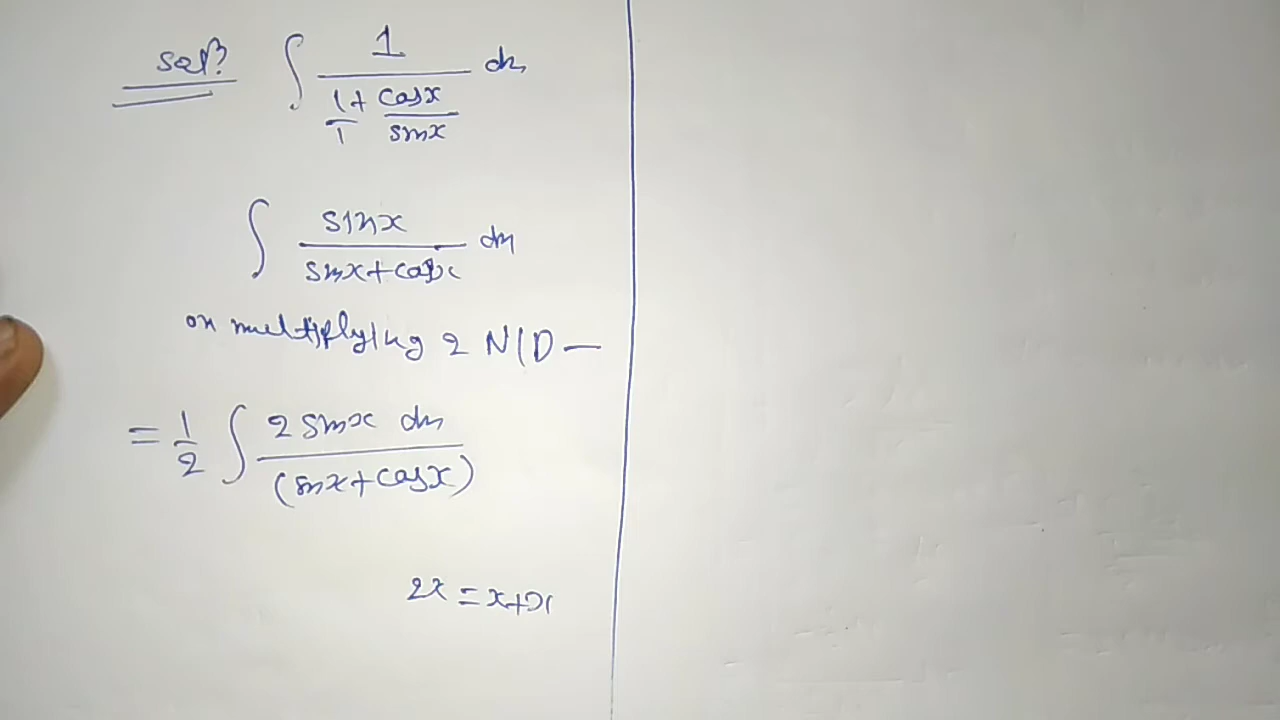 Sol? ∫ 1 / (1/1 + cosx/sinx) dx
∫ sinx / (sinx+cosx) dx
on multiplying 2 N/D —
= 1/2 ∫ 2 sinx dx / (sinx+cosx)
2x = x+x